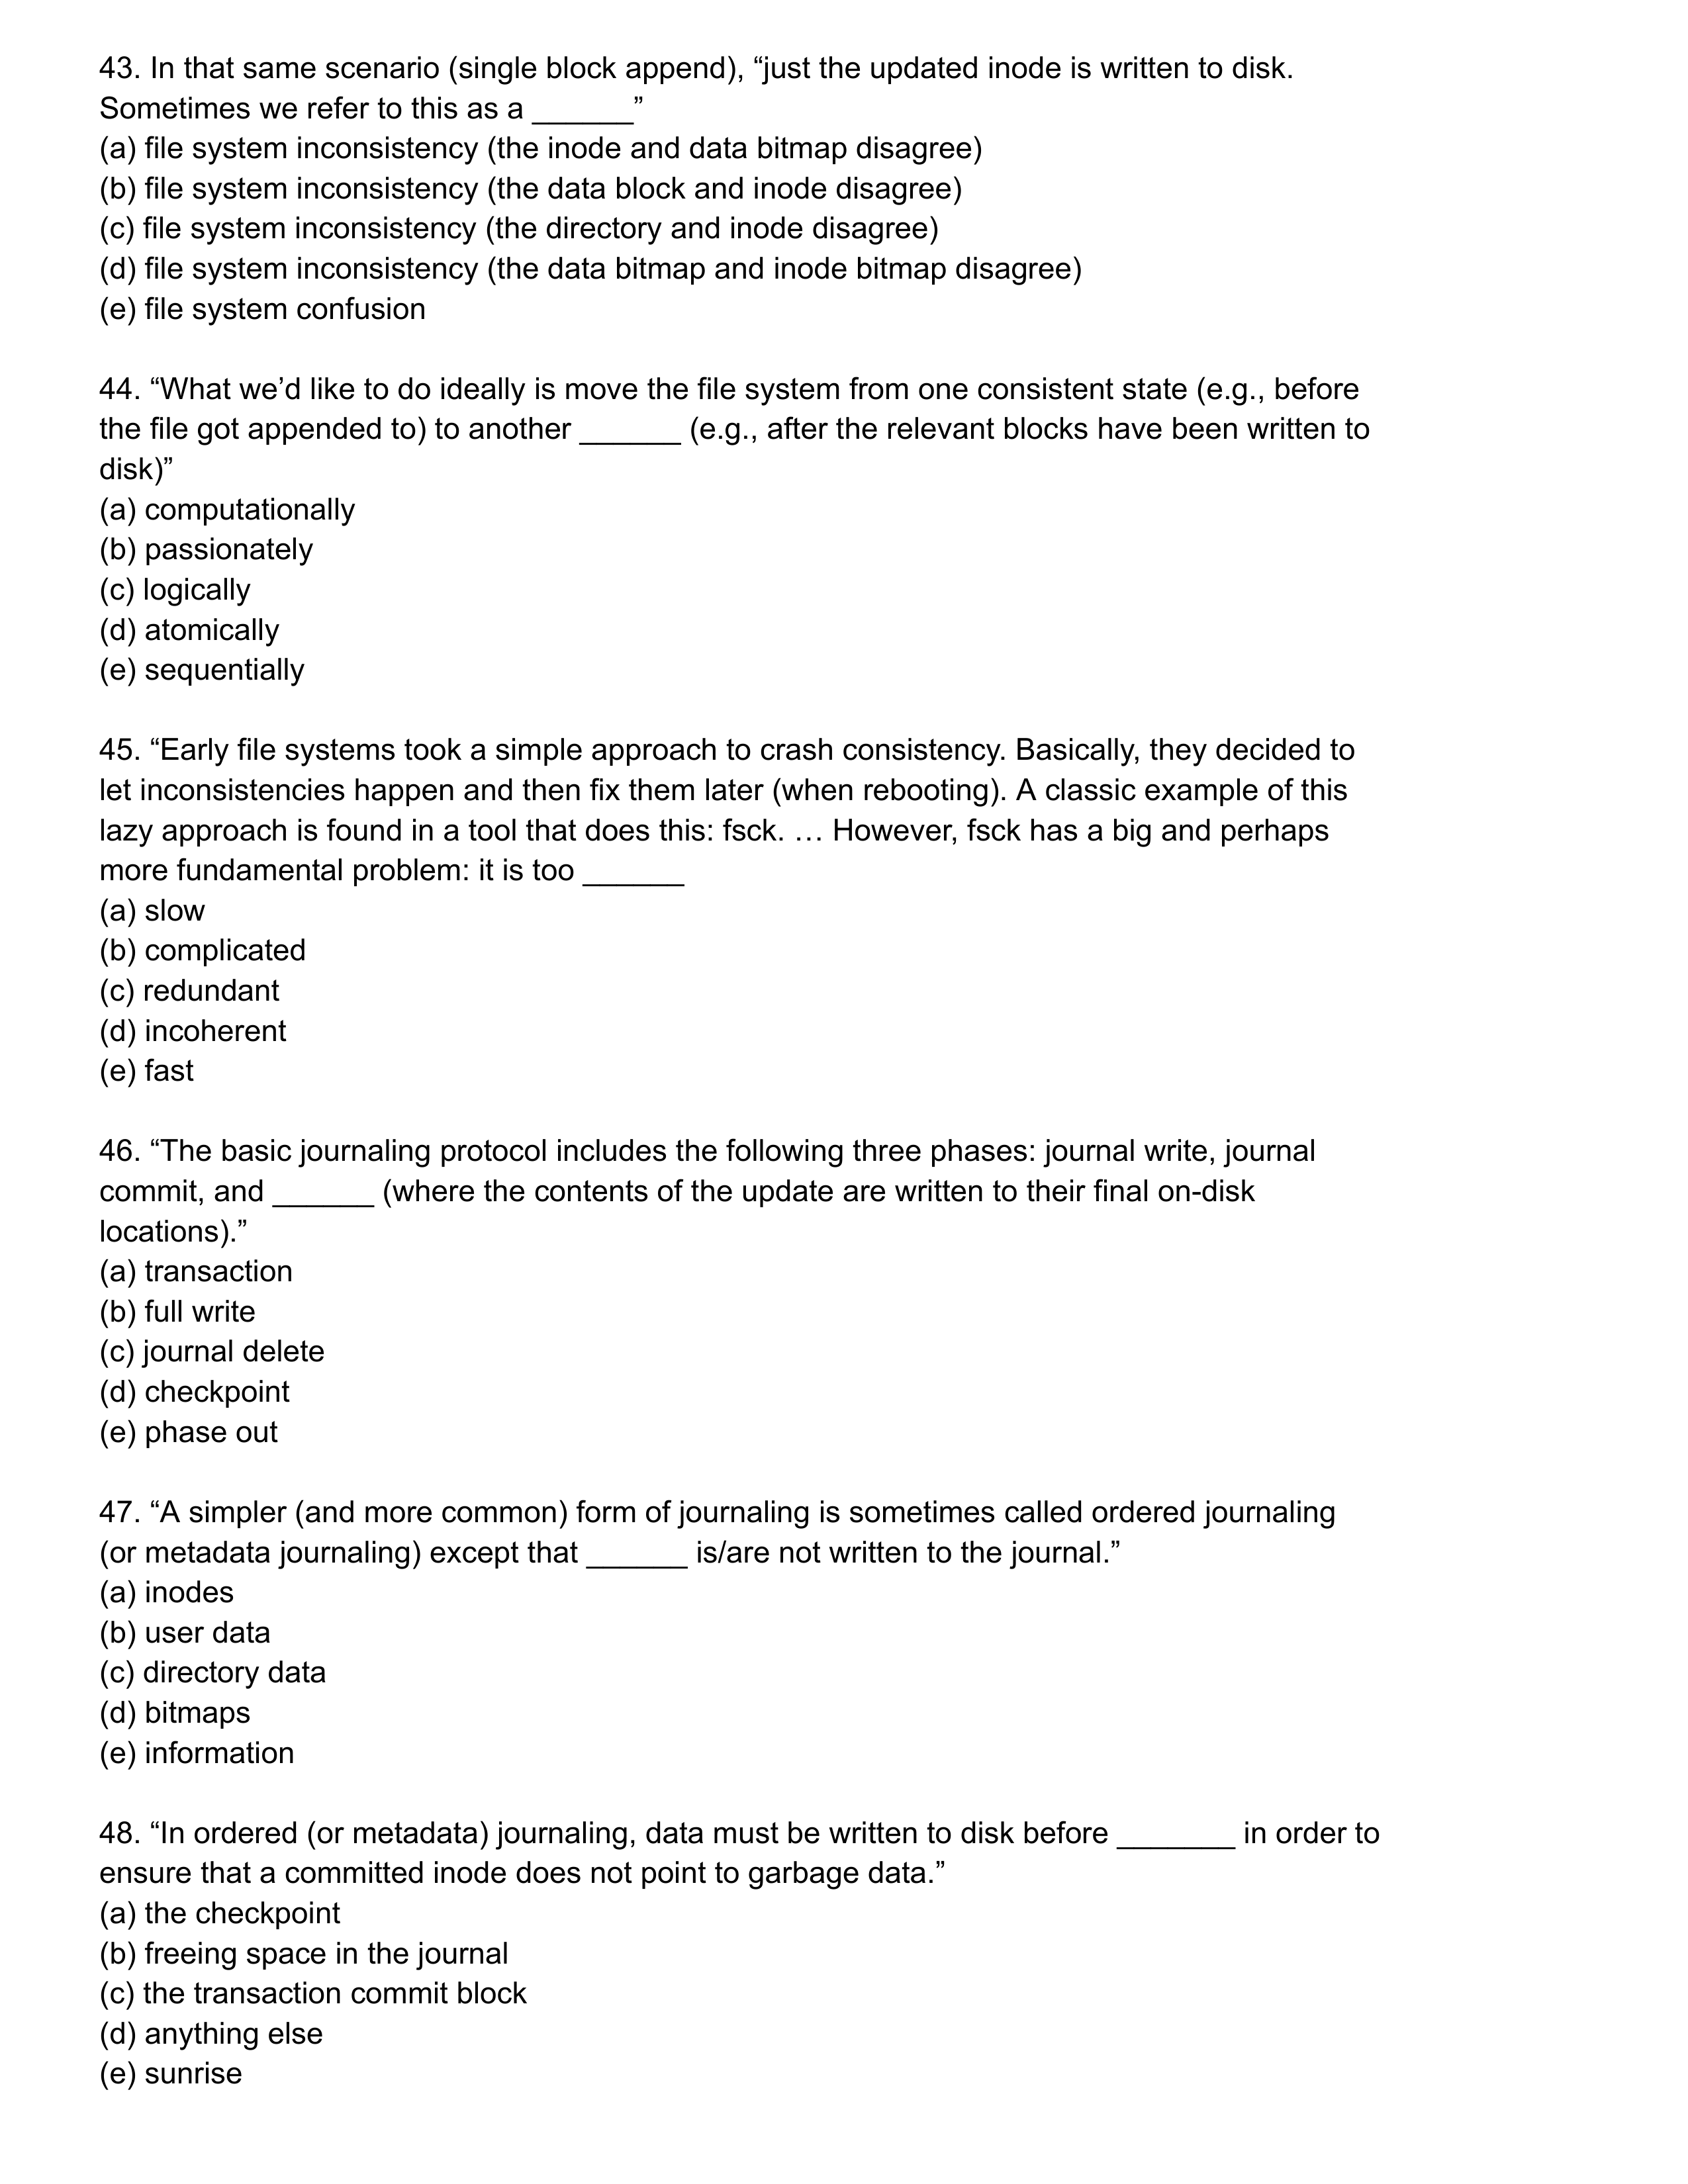 43. In that same scenario (single block append), “just the updated inode is written to disk.
Sometimes we refer to this as a ______”
(a) file system inconsistency (the inode and data bitmap disagree)
(b) file system inconsistency (the data block and inode disagree)
(c) file system inconsistency (the directory and inode disagree)
(d) file system inconsistency (the data bitmap and inode bitmap disagree)
(e) file system confusion
44. “What we’d like to do ideally is move the file system from one consistent state (e.g., before
the file got appended to) to another ______ (e.g., after the relevant blocks have been written to
disk)”
(a) computationally
(b) passionately
(c) logically
(d) atomically
(e) sequentially
45. “Early file systems took a simple approach to crash consistency. Basically, they decided to
let inconsistencies happen and then fix them later (when rebooting). A classic example of this
lazy approach is found in a tool that does this: fsck. … However, fsck has a big and perhaps
more fundamental problem: it is too ______
(a) slow
(b) complicated
(c) redundant
(d) incoherent
(e) fast
46. “The basic journaling protocol includes the following three phases: journal write, journal
commit, and ______ (where the contents of the update are written to their final on-disk
locations).”
(a) transaction
(b) full write
(c) journal delete
(d) checkpoint
(e) phase out
47. “A simpler (and more common) form of journaling is sometimes called ordered journaling
(or metadata journaling) except that ______ is/are not written to the journal.”
(a) inodes
(b) user data
(c) directory data
(d) bitmaps
(e) information
48. “In ordered (or metadata) journaling, data must be written to disk before _______ in order to
ensure that a committed inode does not point to garbage data.”
(a) the checkpoint
(b) freeing space in the journal
(c) the transaction commit block
(d) anything else
(e) sunrise